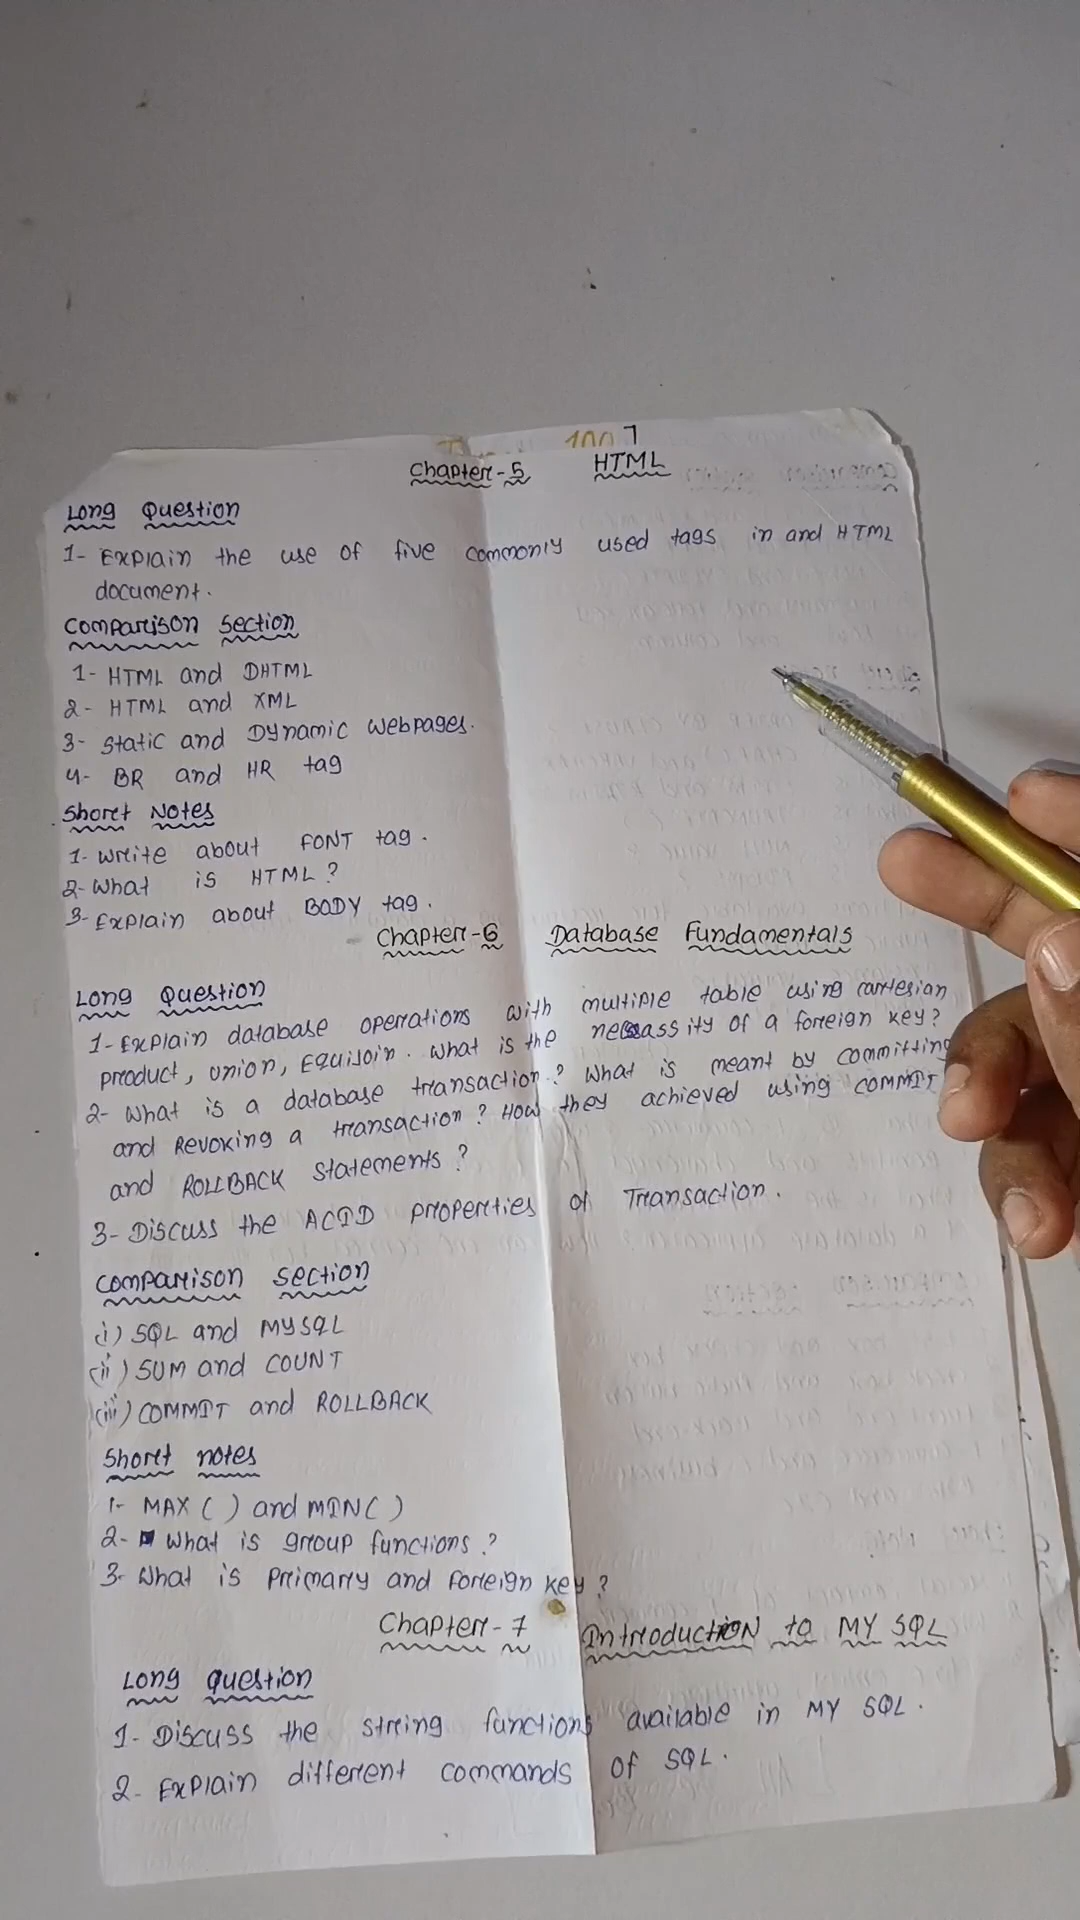 Chapter-5 HTML
Long Question
1- Explain the use of five commonly used tags in and HTML
document.
Comparison Section
1- HTML and DHTML
2- HTML and XML
3- Static and Dynamic webpages.
4- BR and HR tag
Short Notes
1- Write about FONT tag.
2- What is HTML?
3- Explain about BODY tag.
Chapter-6 Database Fundamentals
Long Question
1- Explain database operations with multiple table using cartesian
product, union, Equijoin. What is the necessity of a foreign key?
2- What is a database transaction? What is meant by committing
and Revoking a transaction? How they achieved using COMMIT
and ROLLBACK statements?
3- Discuss the ACID properties of Transaction.
Comparison Section
(i) SQL and MYSQL
(ii) SUM and COUNT
(iii) COMMIT and ROLLBACK
Short notes
1- MAX ( ) and MIN( )
2- What is group functions?
3- What is Primary and Foreign key?
Chapter-7 Introduction to MY SQL
Long question
1- Discuss the string functions available in MY SQL.
2- Explain different commands of SQL.